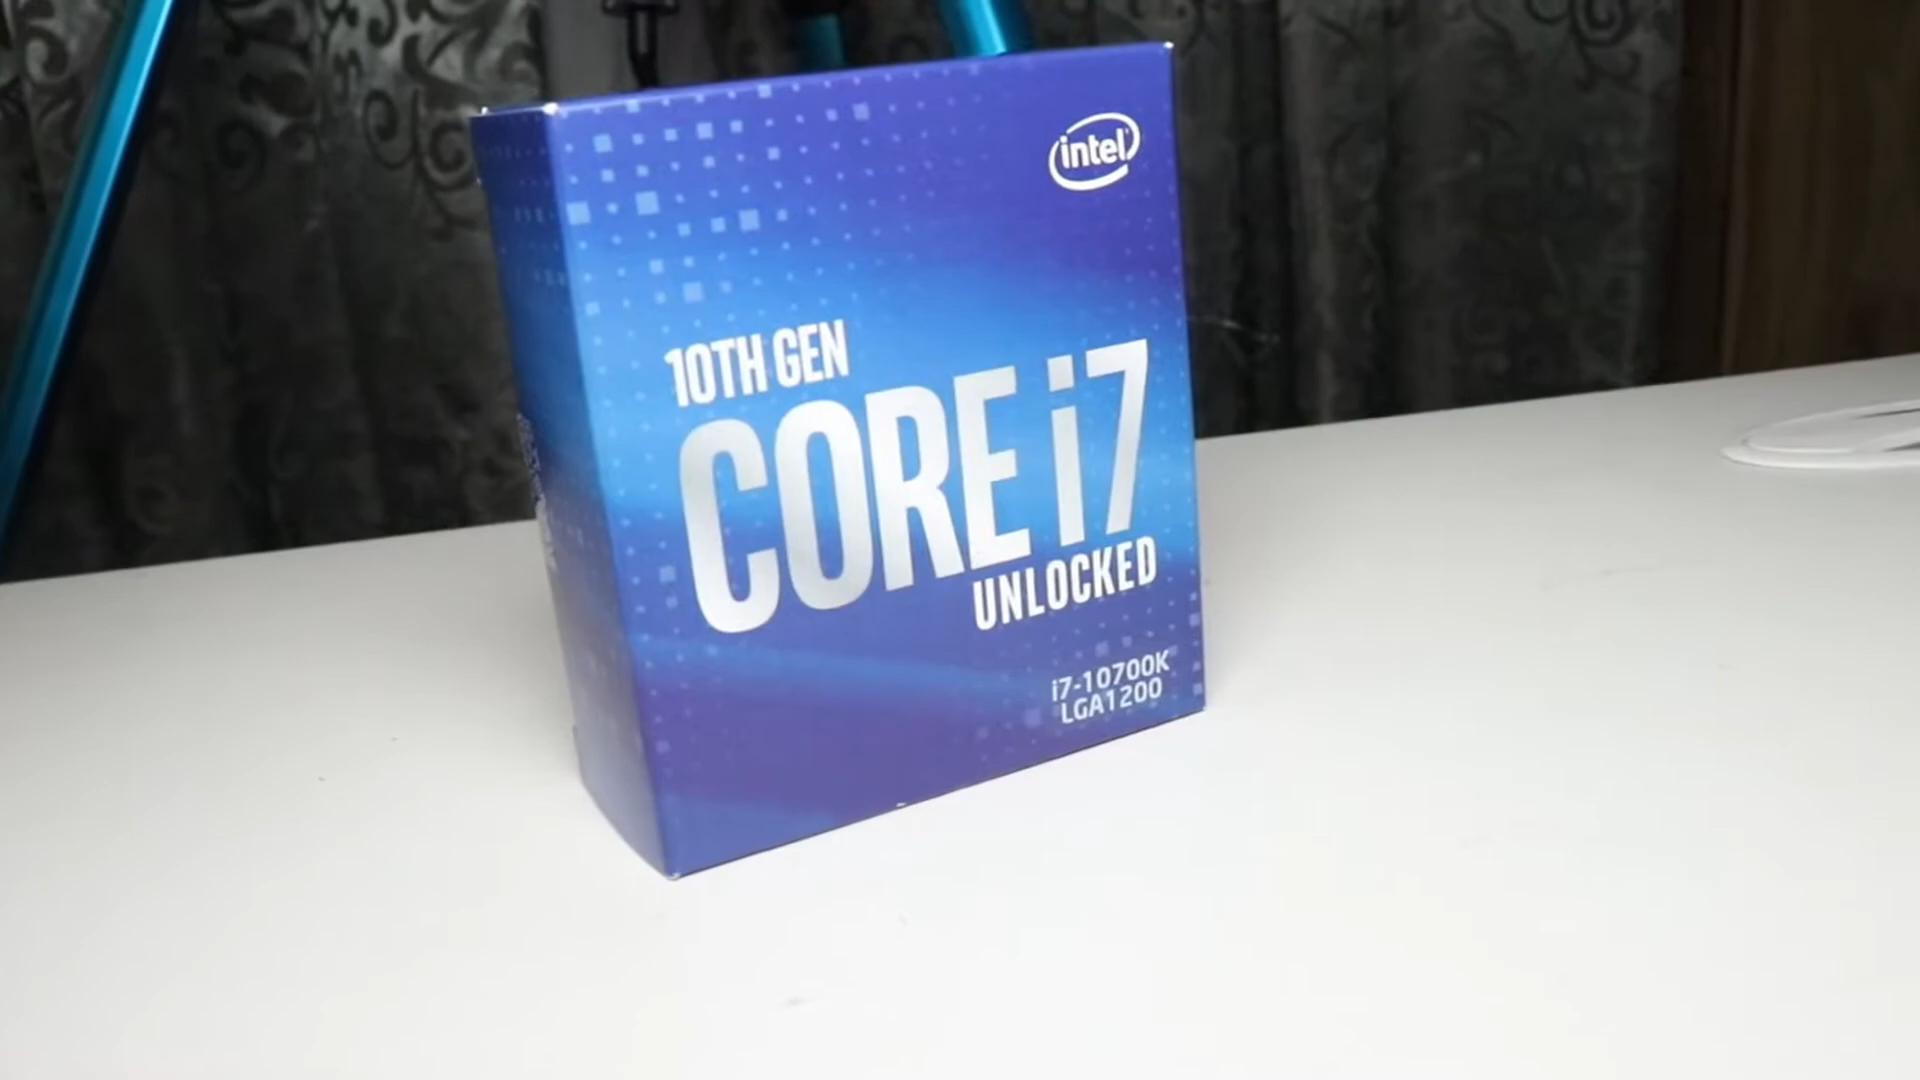 intel
10TH GEN
CORE i7
UNLOCKED
i7-10700K
LGA1200